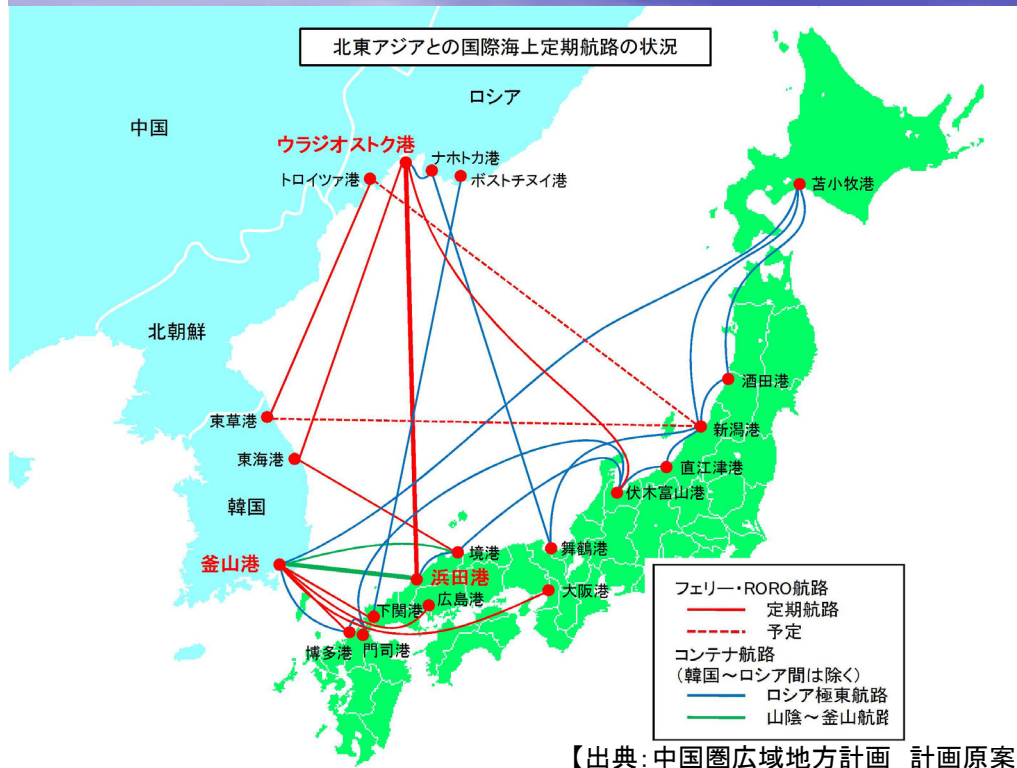 北東アジアとの国際海上定期航路の状況
ロシア
中国
ウラジオストク港
ナホトカ港
トロイツァ港
ボストチヌイ港
苫小牧港
北朝鮮
酒田港
東草港
新潟港
東海港
直江津港
伏木富山港
韓国
境港
舞鶴港
釜山港
浜田港
大阪港
広島港
下関港
博多港
門司港
フェリー・RORO航路
定期航路
予定
コンテナ航路
(韓国～ロシア間は除く)
ロシア極東航路
山陰～釜山航路
【出典:中国圏広域地方計画 計画原案